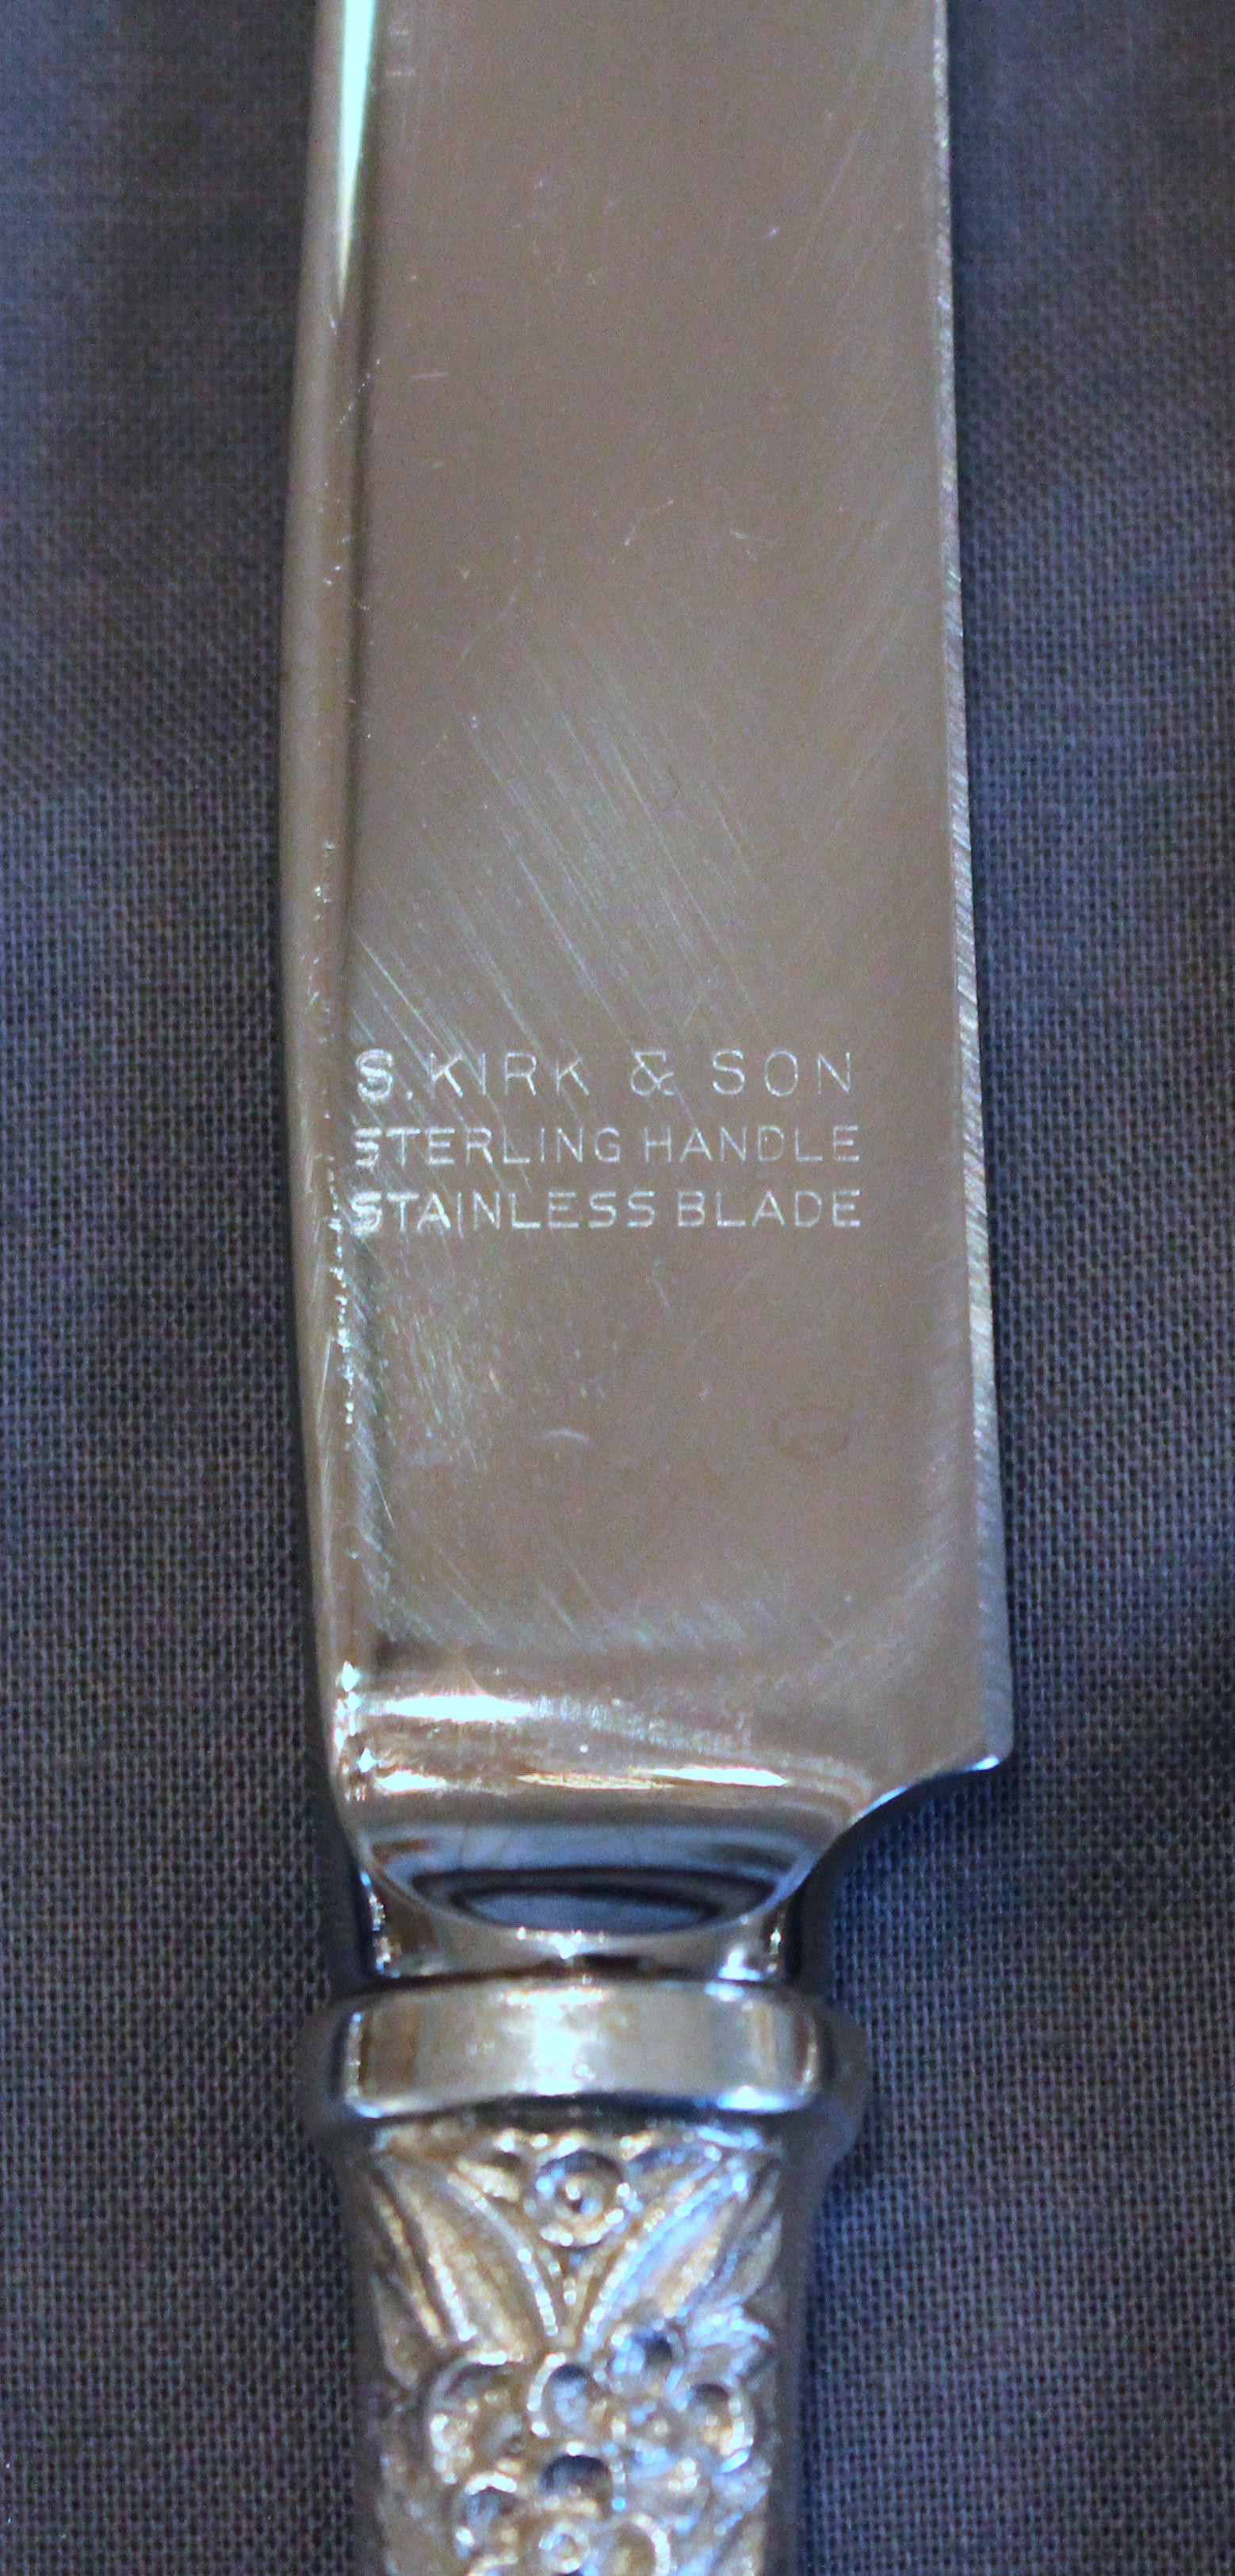 S. KIRK & SON
STERLING HANDLE
STAINLESS BLADE